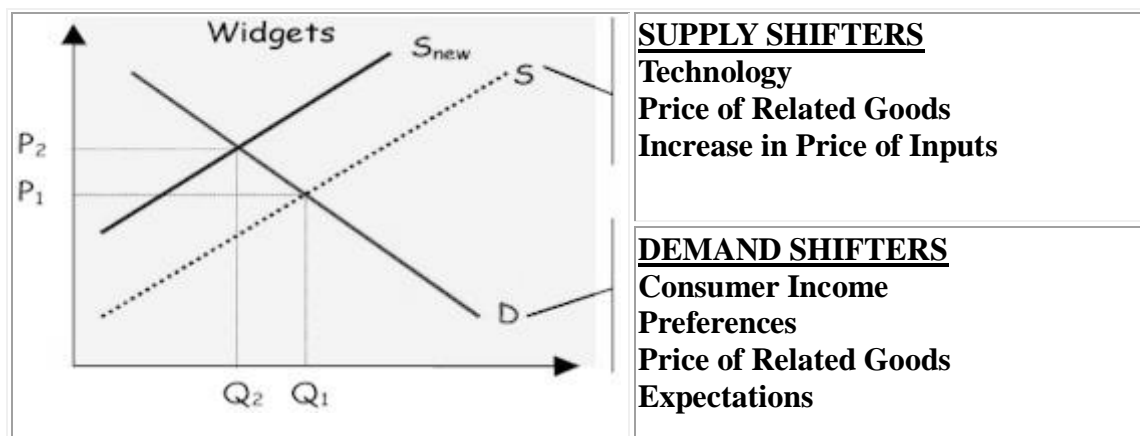 Widgets
S_new
S
P₂
P₁
D
Q₂ Q₁
SUPPLY SHIFTERS
Technology
Price of Related Goods
Increase in Price of Inputs
DEMAND SHIFTERS
Consumer Income
Preferences
Price of Related Goods
Expectations